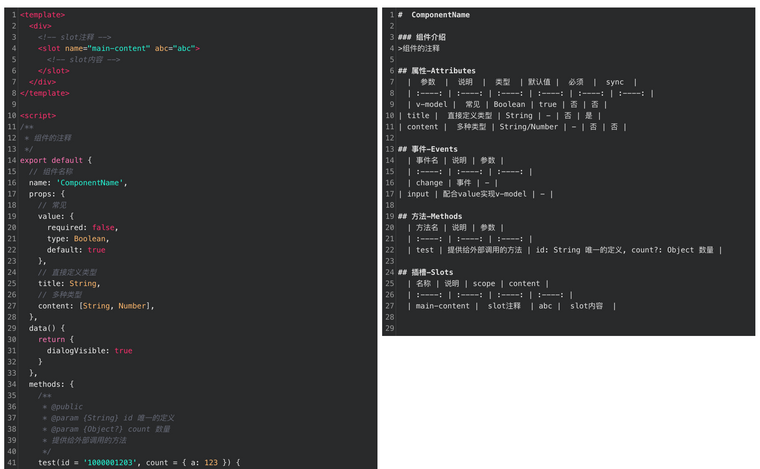 1 <template>
2 <div>
3 <!-- slot注释 -->
4 <slot name="main-content" abc="abc">
5 <!-- slot内容 -->
6 </slot>
7 </div>
8 </template>
9
10 <script>
11 /**
12 * 组件的注释
13 */
14 export default {
15 // 组件名称
16 name: 'ComponentName',
17 props: {
18 // 常见
19 value: {
20 required: false,
21 type: Boolean,
22 default: true
23 },
24 // 直接定义类型
25 title: String,
26 // 多种类型
27 content: [String, Number],
28 },
29 data() {
30 return {
31 dialogVisible: true
32 }
33 },
34 methods: {
35 /**
36 * @public
37 * @param {String} id 唯一的定义
38 * @param {Object?} count 数量
39 * 提供给外部调用的方法
40 */
41 test(id = '1000001203', count = { a: 123 }) {
1 # ComponentName
2
3 ### 组件介绍
4 >组件的注释
5
6 ## 属性-Attributes
7 | 参数 | 说明 | 类型 | 默认值 | 必须 | sync |
8 | :----: | :----: | :----: | :----: | :----: | :----: |
9 | v-model | 常见 | Boolean | true | 否 | 否 |
10 | title | 直接定义类型 | String | - | 否 | 是 |
11 | content | 多种类型 | String/Number | - | 否 | 否 |
12
13 ## 事件-Events
14 | 事件名 | 说明 | 参数 |
15 | :----: | :----: | :----: |
16 | change | 事件 | - |
17 | input | 配合value实现v-model | - |
18
19 ## 方法-Methods
20 | 方法名 | 说明 | 参数 |
21 | :----: | :----: | :----: |
22 | test | 提供给外部调用的方法 | id: String 唯一的定义, count?: Object 数量 |
23
24 ## 插槽-Slots
25 | 名称 | 说明 | scope | content |
26 | :----: | :----: | :----: | :----: |
27 | main-content | slot注释 | abc | slot内容 |
28
29